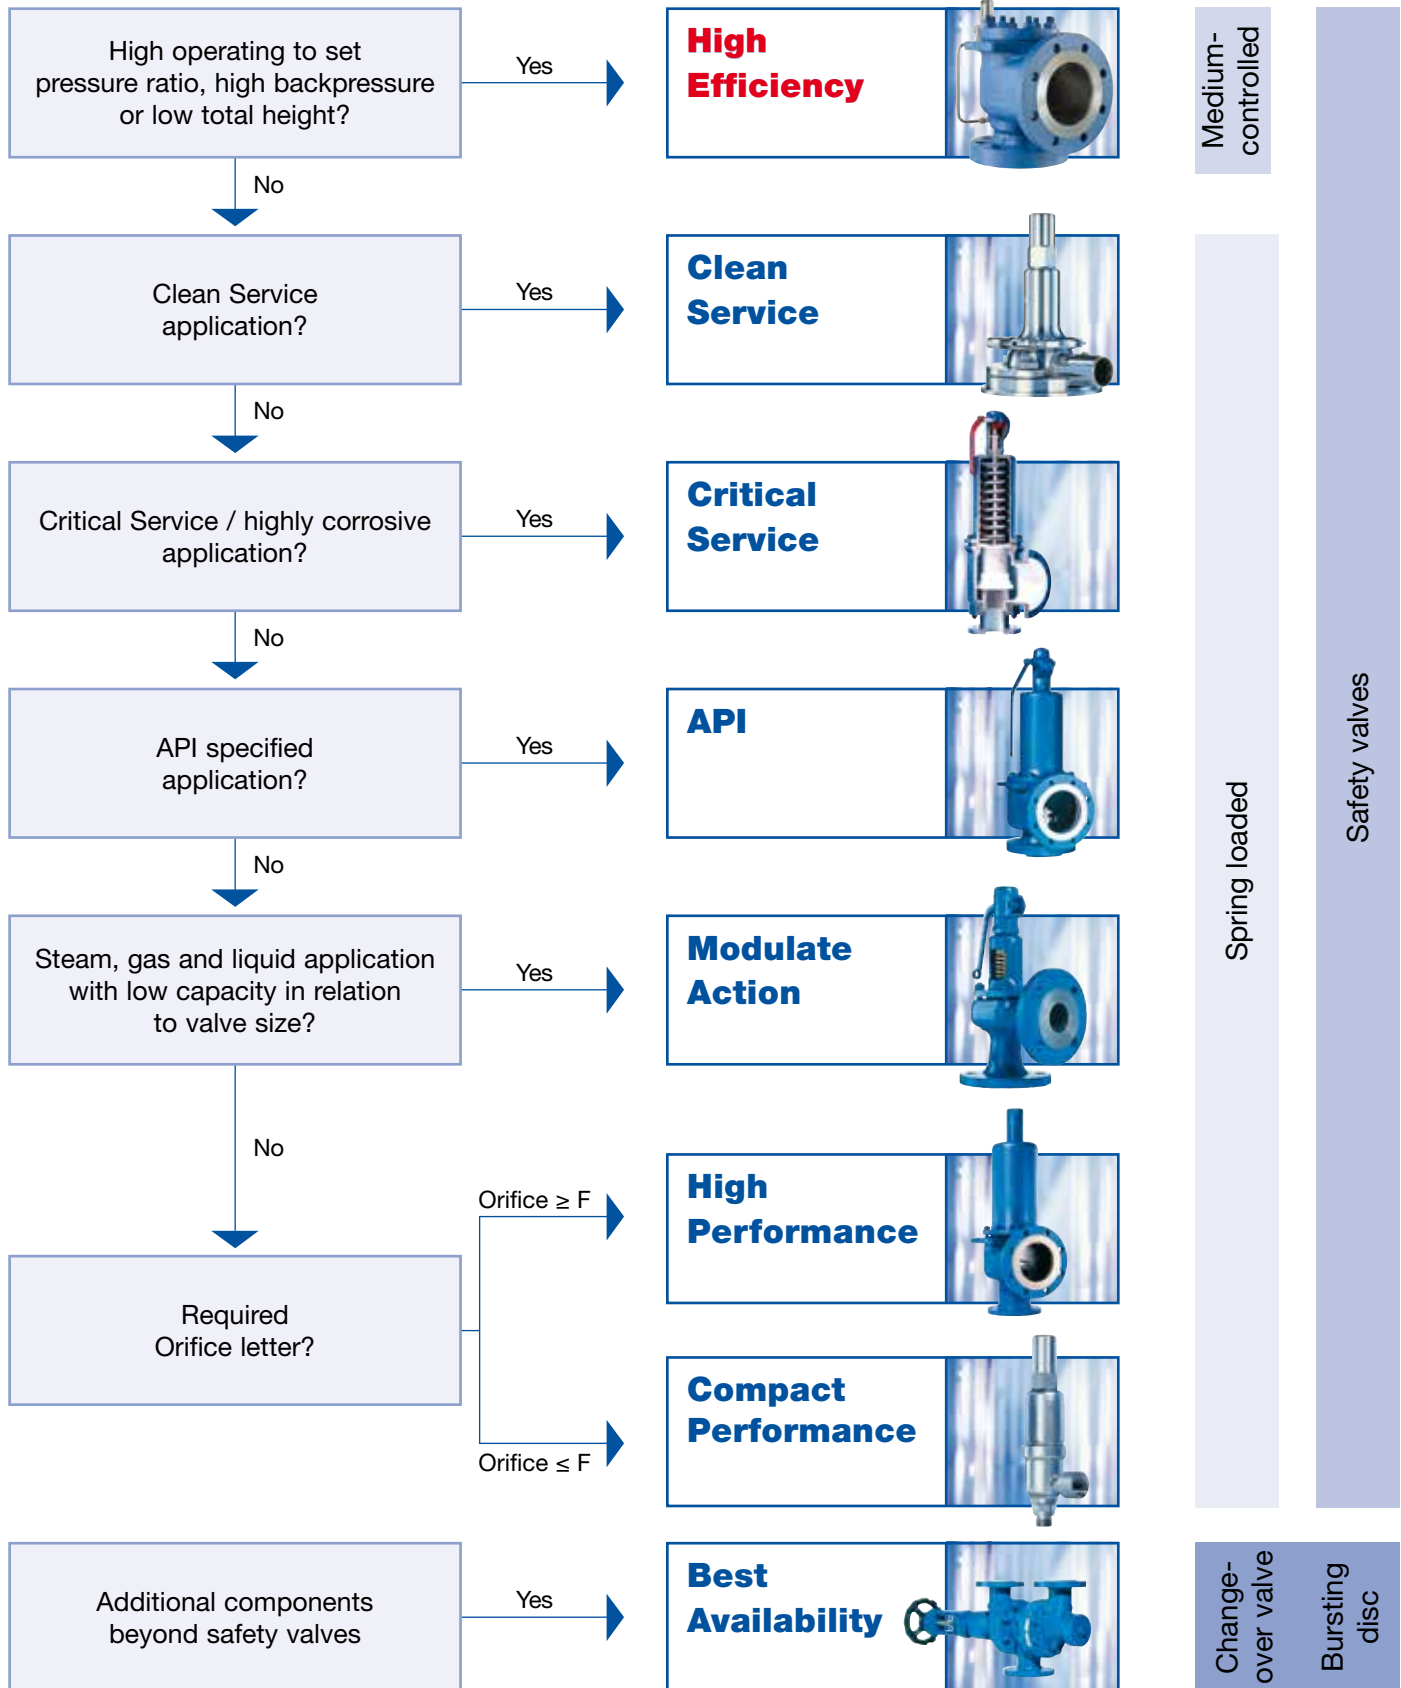 High operating to set
pressure ratio, high backpressure
or low total height?
Yes
High
Efficiency
Medium-
controlled
No
Clean Service
application?
Yes
Clean
Service
No
Critical Service / highly corrosive
application?
Yes
Critical
Service
No
API specified
application?
Yes
API
No
Steam, gas and liquid application
with low capacity in relation
to valve size?
Yes
Modulate
Action
No
Required
Orifice letter?
Orifice ≥ F
High
Performance
Orifice ≤ F
Compact
Performance
Spring loaded
Safety valves
Additional components
beyond safety valves
Yes
Best
Availability
Change-
over valve
Bursting
disc